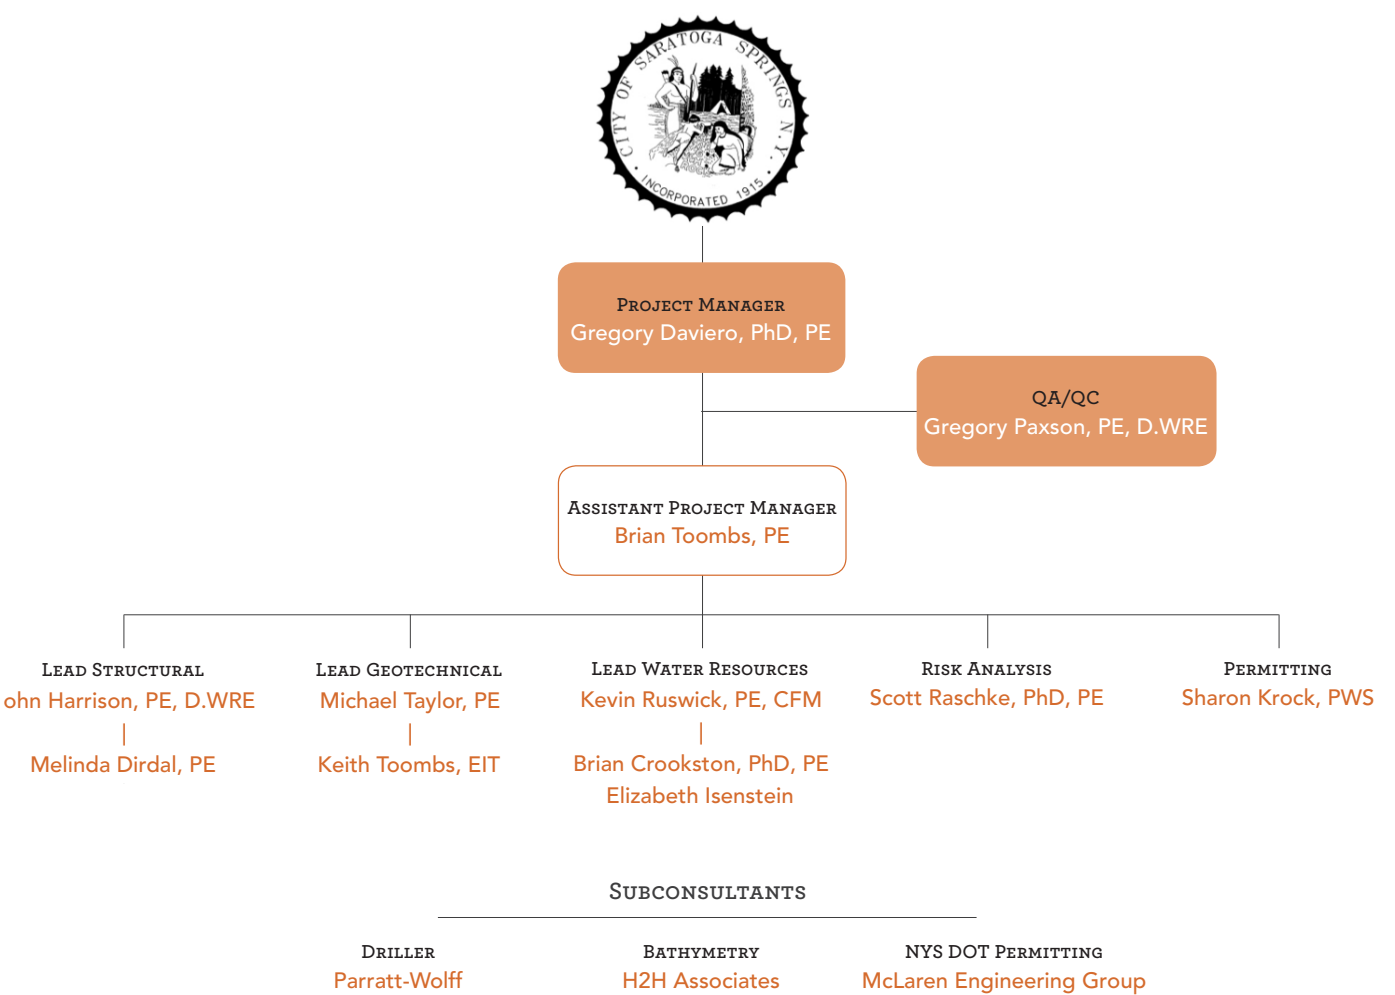 CITY OF SARATOGA SPRINGS N.Y.
INCORPORATED 1915
Project Manager
Gregory Daviero, PhD, PE
QA/QC
Gregory Paxson, PE, D.WRE
Assistant Project Manager
Brian Toombs, PE
Lead Structural
ohn Harrison, PE, D.WRE
Melinda Dirdal, PE
Lead Geotechnical
Michael Taylor, PE
Keith Toombs, EIT
Lead Water Resources
Kevin Ruswick, PE, CFM
Brian Crookston, PhD, PE
Elizabeth Isenstein
Risk Analysis
Scott Raschke, PhD, PE
Permitting
Sharon Krock, PWS
Subconsultants
Driller
Parratt-Wolff
Bathymetry
H2H Associates
NYS DOT Permitting
McLaren Engineering Group